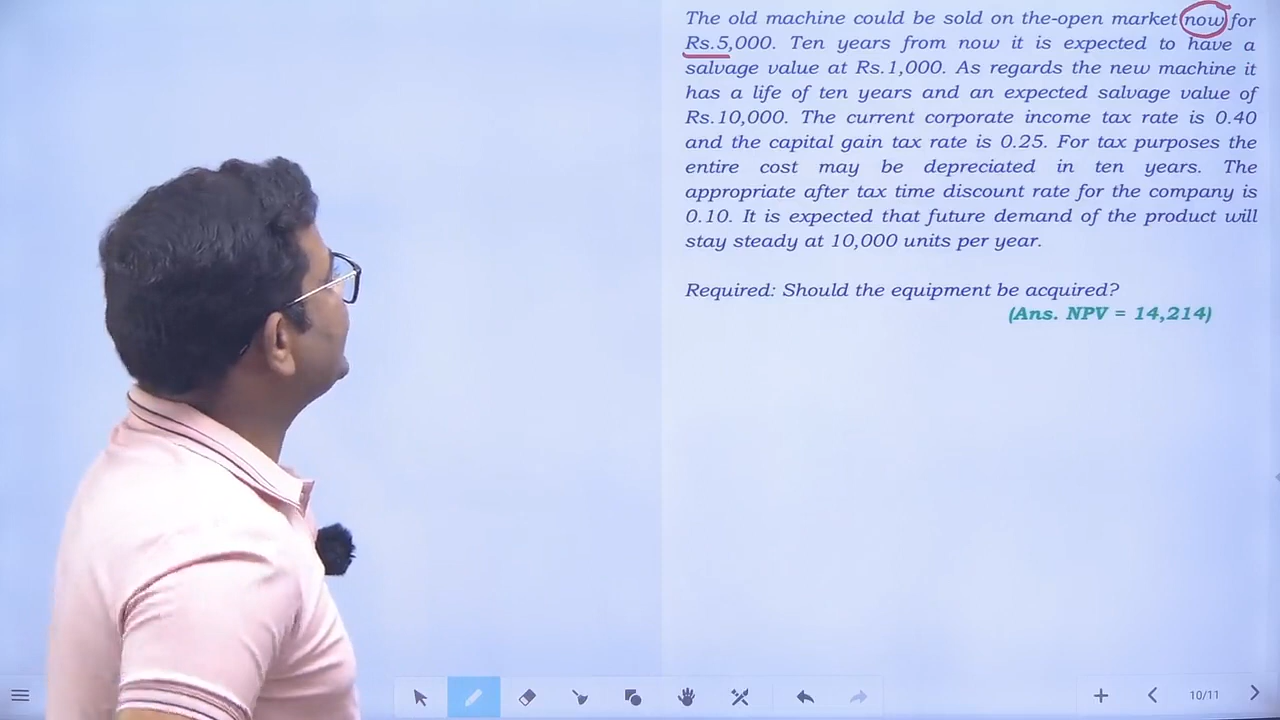 The old machine could be sold on the-open market now for
Rs.5,000. Ten years from now it is expected to have a
salvage value at Rs.1,000. As regards the new machine it
has a life of ten years and an expected salvage value of
Rs.10,000. The current corporate income tax rate is 0.40
and the capital gain tax rate is 0.25. For tax purposes the
entire cost may be depreciated in ten years. The
appropriate after tax time discount rate for the company is
0.10. It is expected that future demand of the product will
stay steady at 10,000 units per year.
Required: Should the equipment be acquired?
(Ans. NPV = 14,214)
10/11